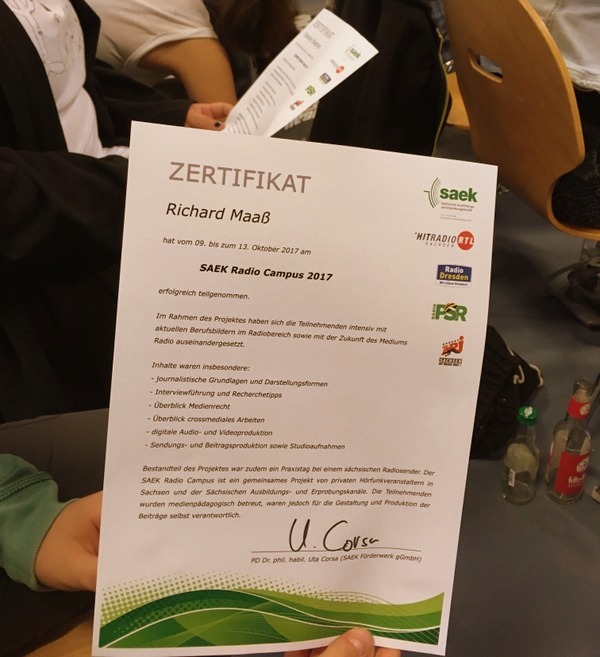 ZERTIFIKAT
Richard Maaß
hat vom 09. bis zum 13. Oktober 2017 am
SAEK Radio Campus 2017
erfolgreich teilgenommen.
Im Rahmen des Projektes haben sich die Teilnehmenden intensiv mit
aktuellen Berufsbildern im Radiobereich sowie mit der Zukunft des Mediums
Radio auseinandergesetzt.
Inhalte waren insbesondere:
- journalistische Grundlagen und Darstellungsformen
- Interviewführung und Recherchetipps
- Überblick Medienrecht
- Überblick crossmediales Arbeiten
- digitale Audio- und Videoproduktion
- Sendungs- und Beitragsproduktion sowie Studioaufnahmen
Bestandteil des Projektes war zudem ein Praxistag bei einem sächsischen Radiosender. Der
SAEK Radio Campus ist ein gemeinsames Projekt von privaten Hörfunkveranstaltern in
Sachsen und der Sächsischen Ausbildungs- und Erprobungskanäle. Die Teilnehmenden
wurden medienpädagogisch betreut, waren jedoch für die Gestaltung und Produktion der
Beiträge selbst verantwortlich.
U. Corsa
PD Dr. phil. habil. Uta Corsa (SAEK Förderwerk gGmbH)
saek
HITRADIO RTL
SACHSEN
Radio
Dresden
RADIO PSR
NRJ
saek